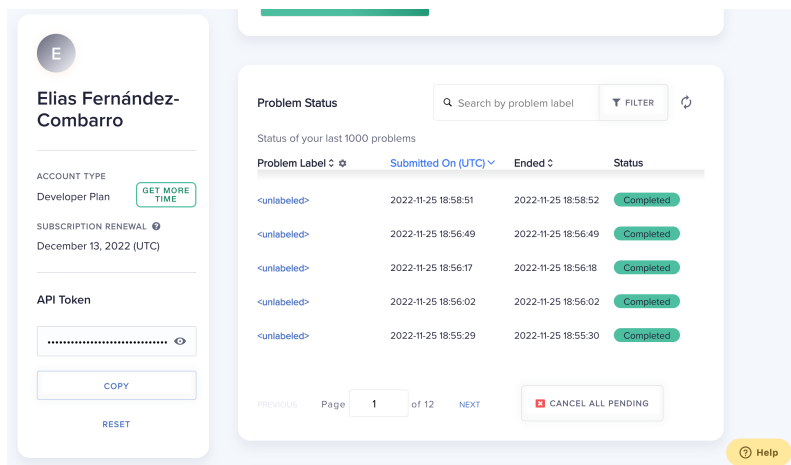 E
Elias Fernández-
Combarro
ACCOUNT TYPE
Developer Plan
GET MORE
TIME
SUBSCRIPTION RENEWAL ?
December 13, 2022 (UTC)
API Token
••••••••••••••••••••••••••••••••
COPY
RESET
Problem Status
Search by problem label
FILTER
Status of your last 1000 problems
Problem Label Submitted On (UTC) Ended Status
<unlabeled> 2022-11-25 18:58:51 2022-11-25 18:58:52 Completed
<unlabeled> 2022-11-25 18:56:49 2022-11-25 18:56:49 Completed
<unlabeled> 2022-11-25 18:56:17 2022-11-25 18:56:18 Completed
<unlabeled> 2022-11-25 18:56:02 2022-11-25 18:56:02 Completed
<unlabeled> 2022-11-25 18:55:29 2022-11-25 18:55:30 Completed
PREVIOUS Page 1 of 12 NEXT
CANCEL ALL PENDING
? Help